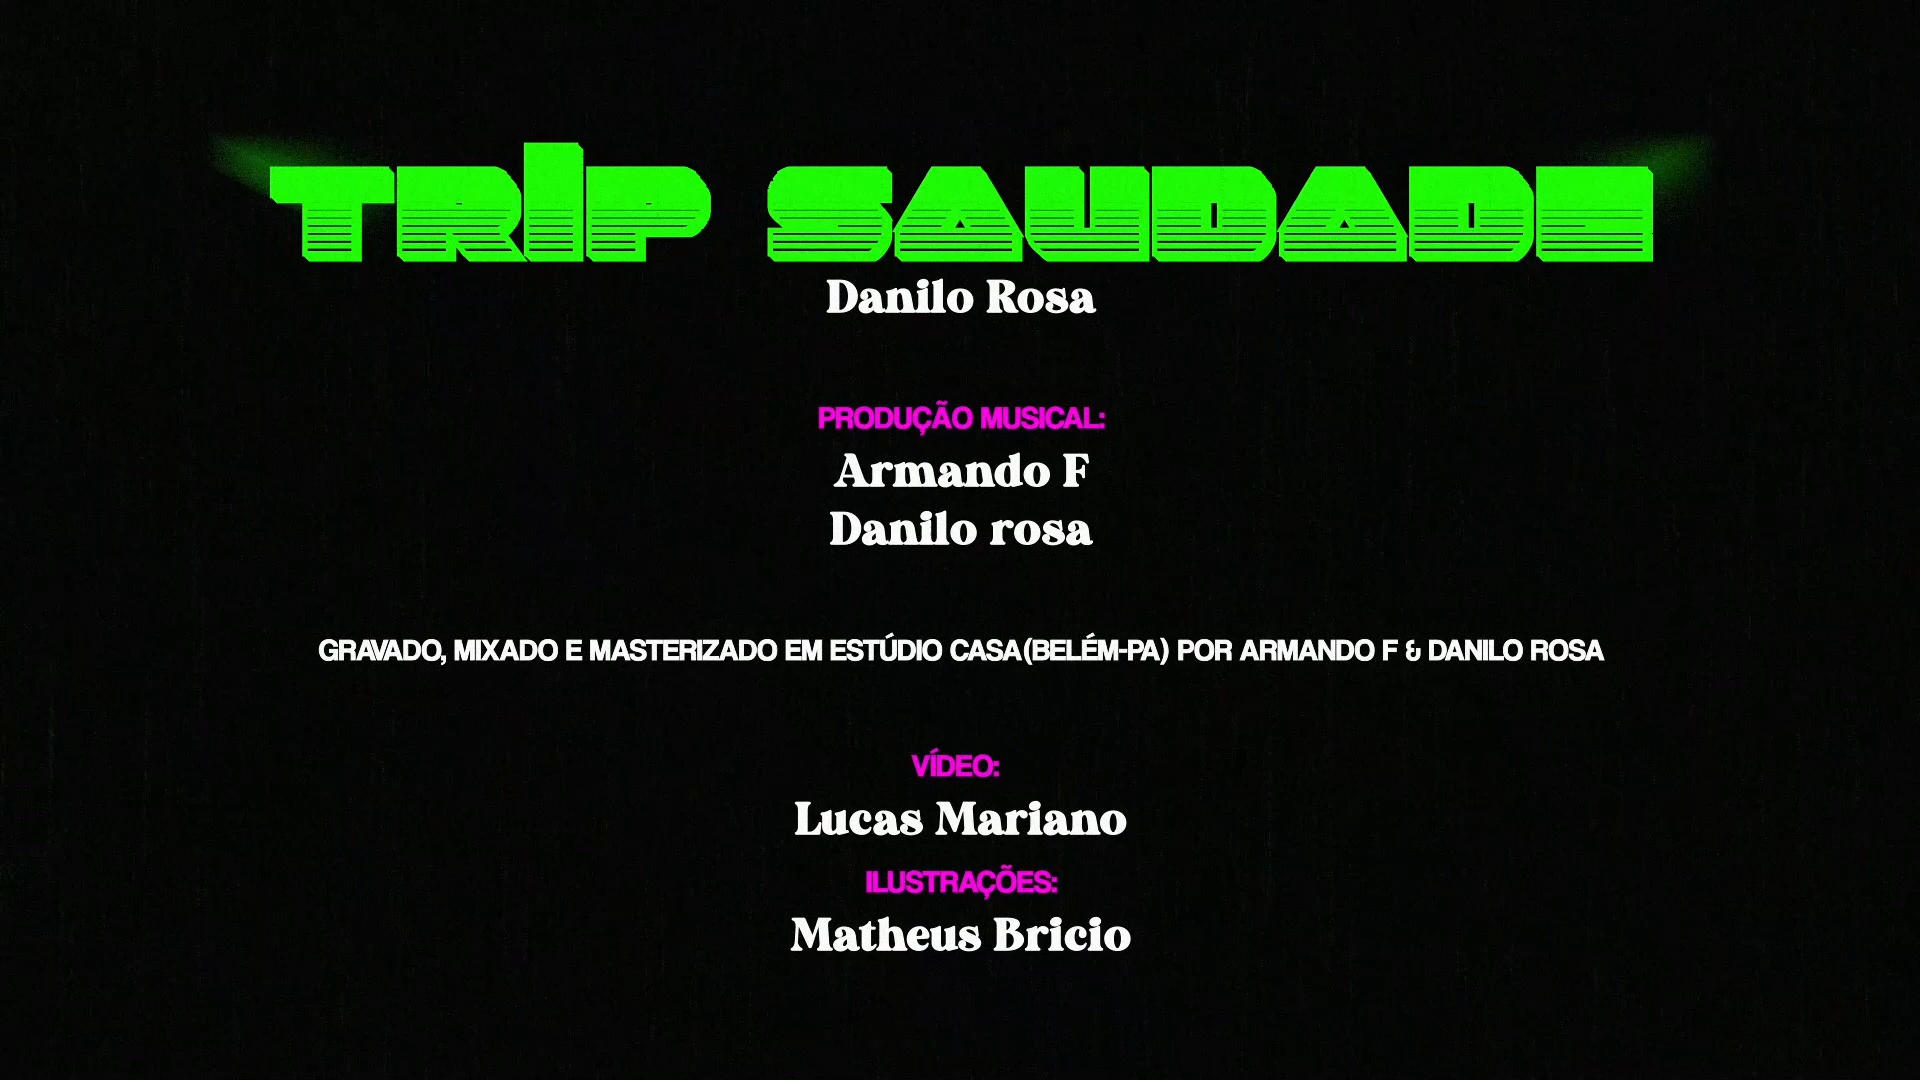 TRIP SAUDADE
Danilo Rosa
PRODUÇÃO MUSICAL:
Armando F
Danilo rosa
GRAVADO, MIXADO E MASTERIZADO EM ESTÚDIO CASA(BELÉM-PA) POR ARMANDO F & DANILO ROSA
VÍDEO:
Lucas Mariano
ILUSTRAÇÕES:
Matheus Bricio